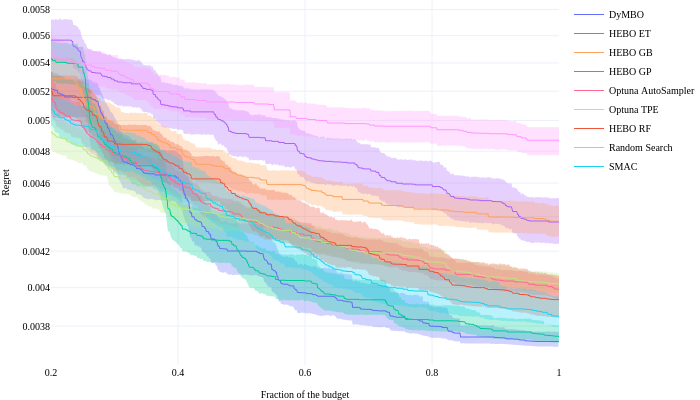 0.0058
0.0056
0.0054
0.0052
0.005
0.0048
0.0046
0.0044
0.0042
0.004
0.0038
Regret
0.2
0.4
0.6
0.8
1
Fraction of the budget
DyMBO
HEBO ET
HEBO GB
HEBO GP
Optuna AutoSampler
Optuna TPE
HEBO RF
Random Search
SMAC